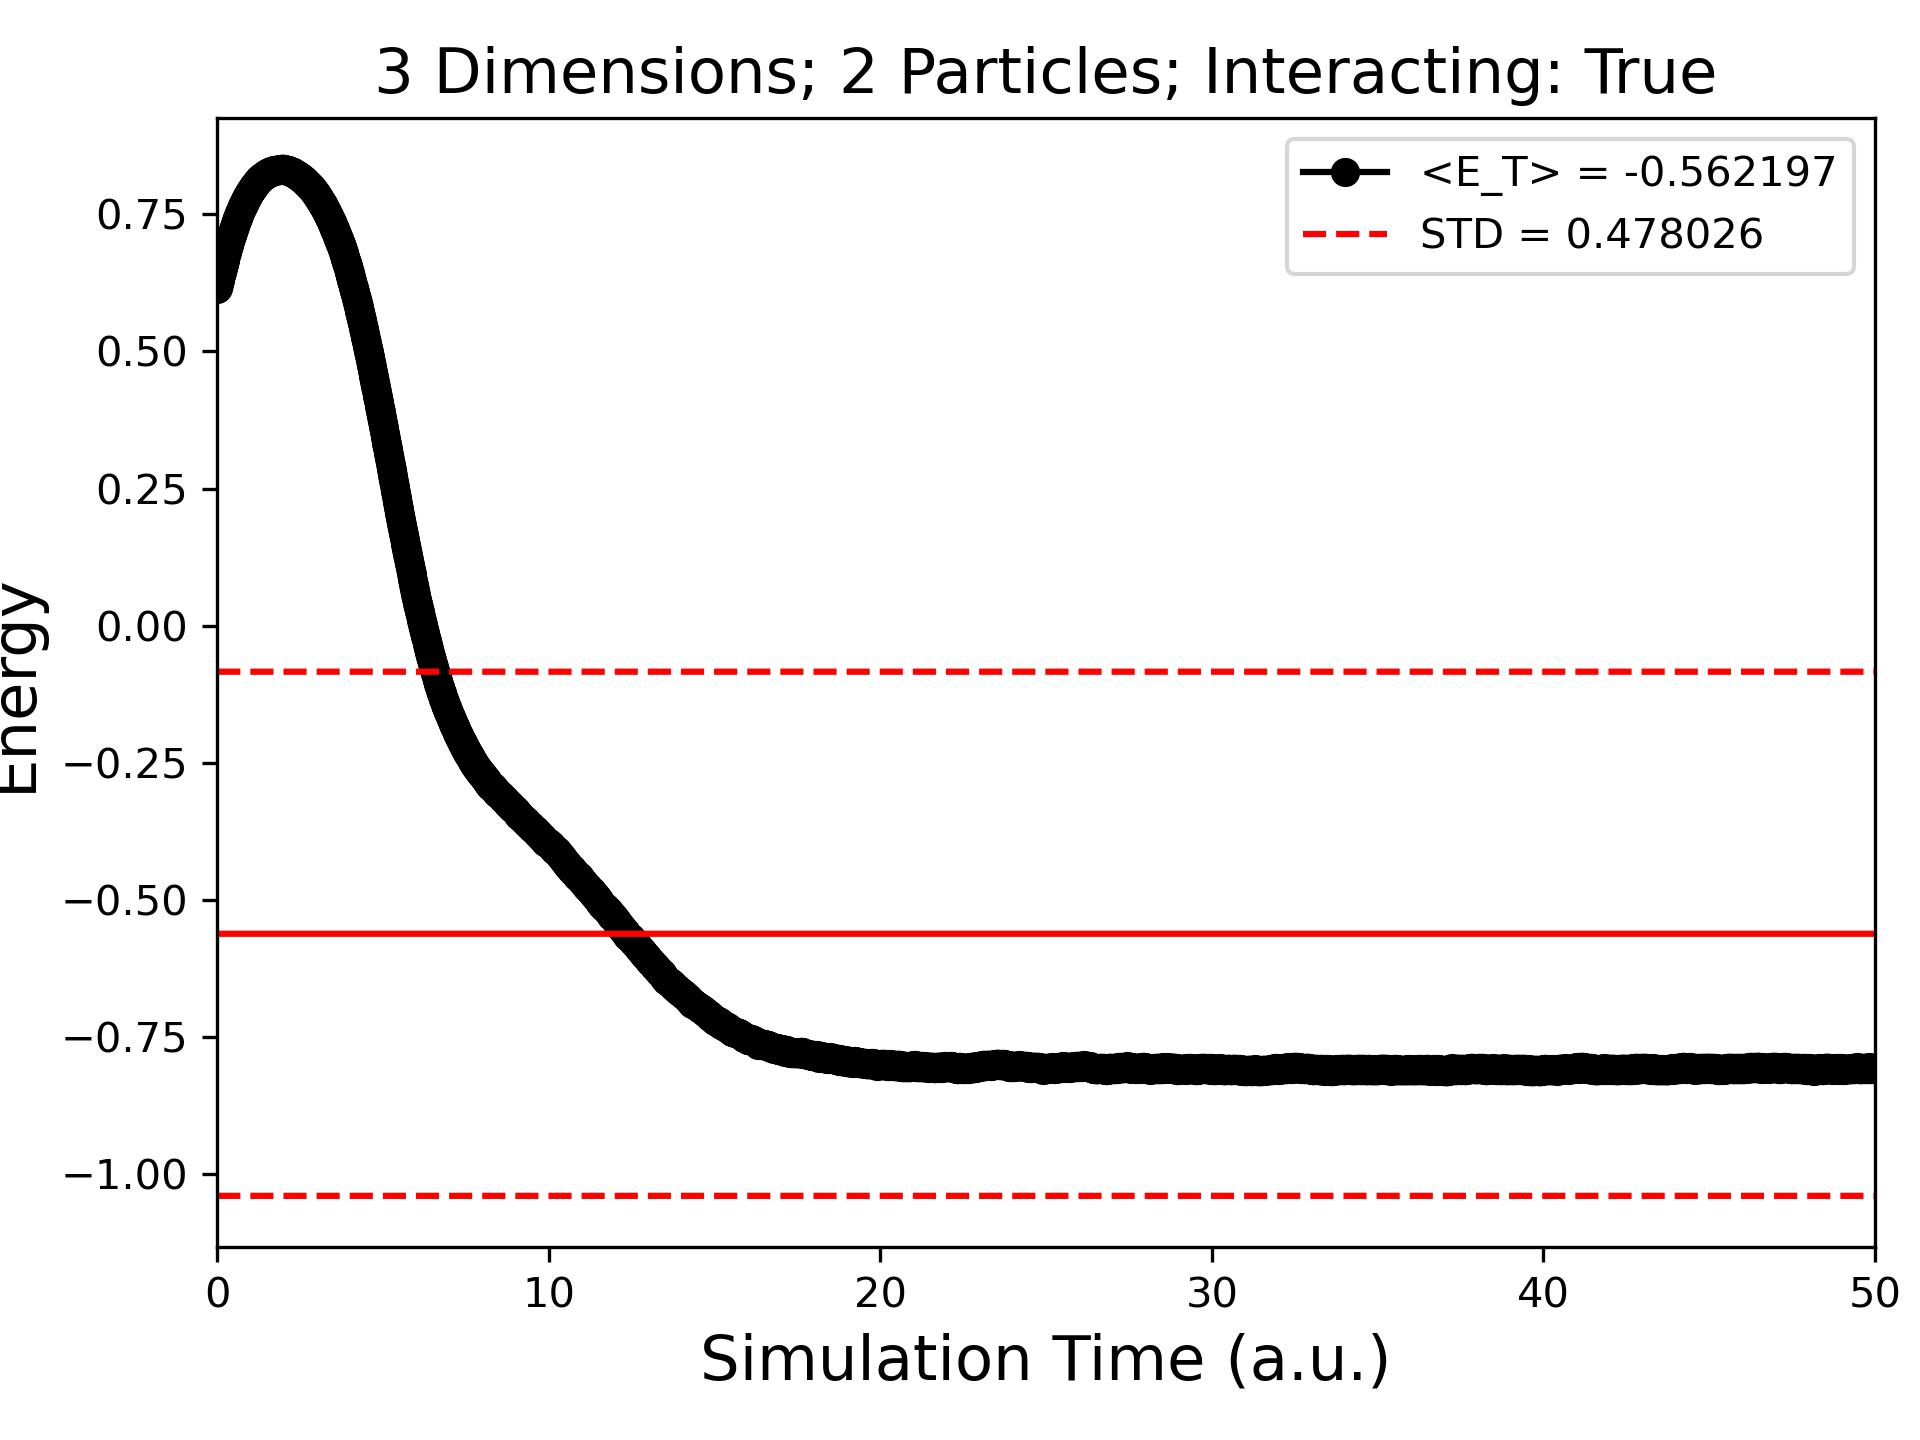 3 Dimensions; 2 Particles; Interacting: True
<E_T> = -0.562197
STD = 0.478026
Energy
0.75
0.50
0.25
0.00
−0.25
−0.50
−0.75
−1.00
0 10 20 30 40 50
Simulation Time (a.u.)